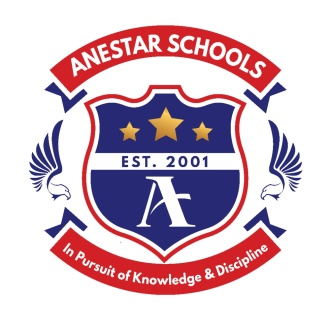 ANESTAR SCHOOLS
EST. 2001
A
In Pursuit of Knowledge & Discipline